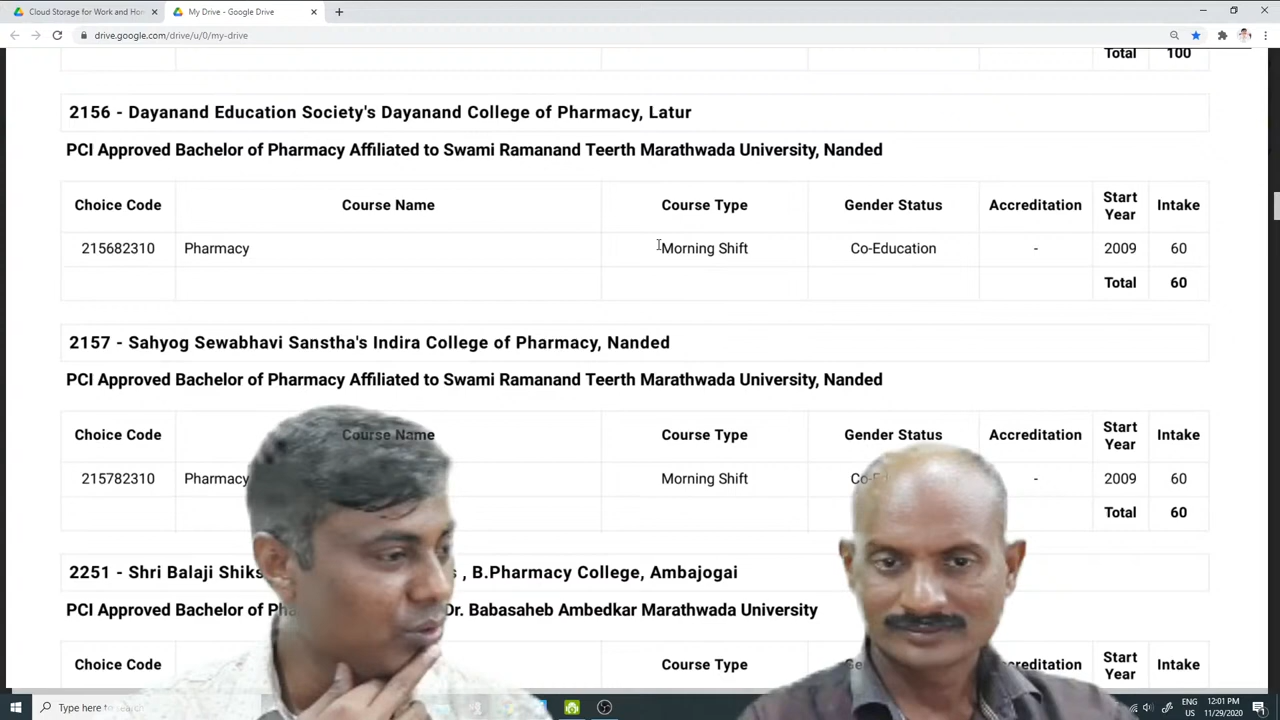 Cloud Storage for Work and Hom
My Drive - Google Drive
drive.google.com/drive/u/0/my-drive
Total 100
2156 - Dayanand Education Society's Dayanand College of Pharmacy, Latur
PCI Approved Bachelor of Pharmacy Affiliated to Swami Ramanand Teerth Marathwada University, Nanded
Choice Code Course Name Course Type Gender Status Accreditation Start Year Intake
215682310 Pharmacy Morning Shift Co-Education - 2009 60
Total 60
2157 - Sahyog Sewabhavi Sanstha's Indira College of Pharmacy, Nanded
PCI Approved Bachelor of Pharmacy Affiliated to Swami Ramanand Teerth Marathwada University, Nanded
Choice Code Course Name Course Type Gender Status Accreditation Start Year Intake
215782310 Pharmacy Morning Shift Co-Ed - 2009 60
Total 60
2251 - Shri Balaji Shiks , B.Pharmacy College, Ambajogai
PCI Approved Bachelor of Pha Dr. Babasaheb Ambedkar Marathwada University
Choice Code Course Type creditation Start Year Intake
Type here to
ENG US
12:01 PM
11/29/2020